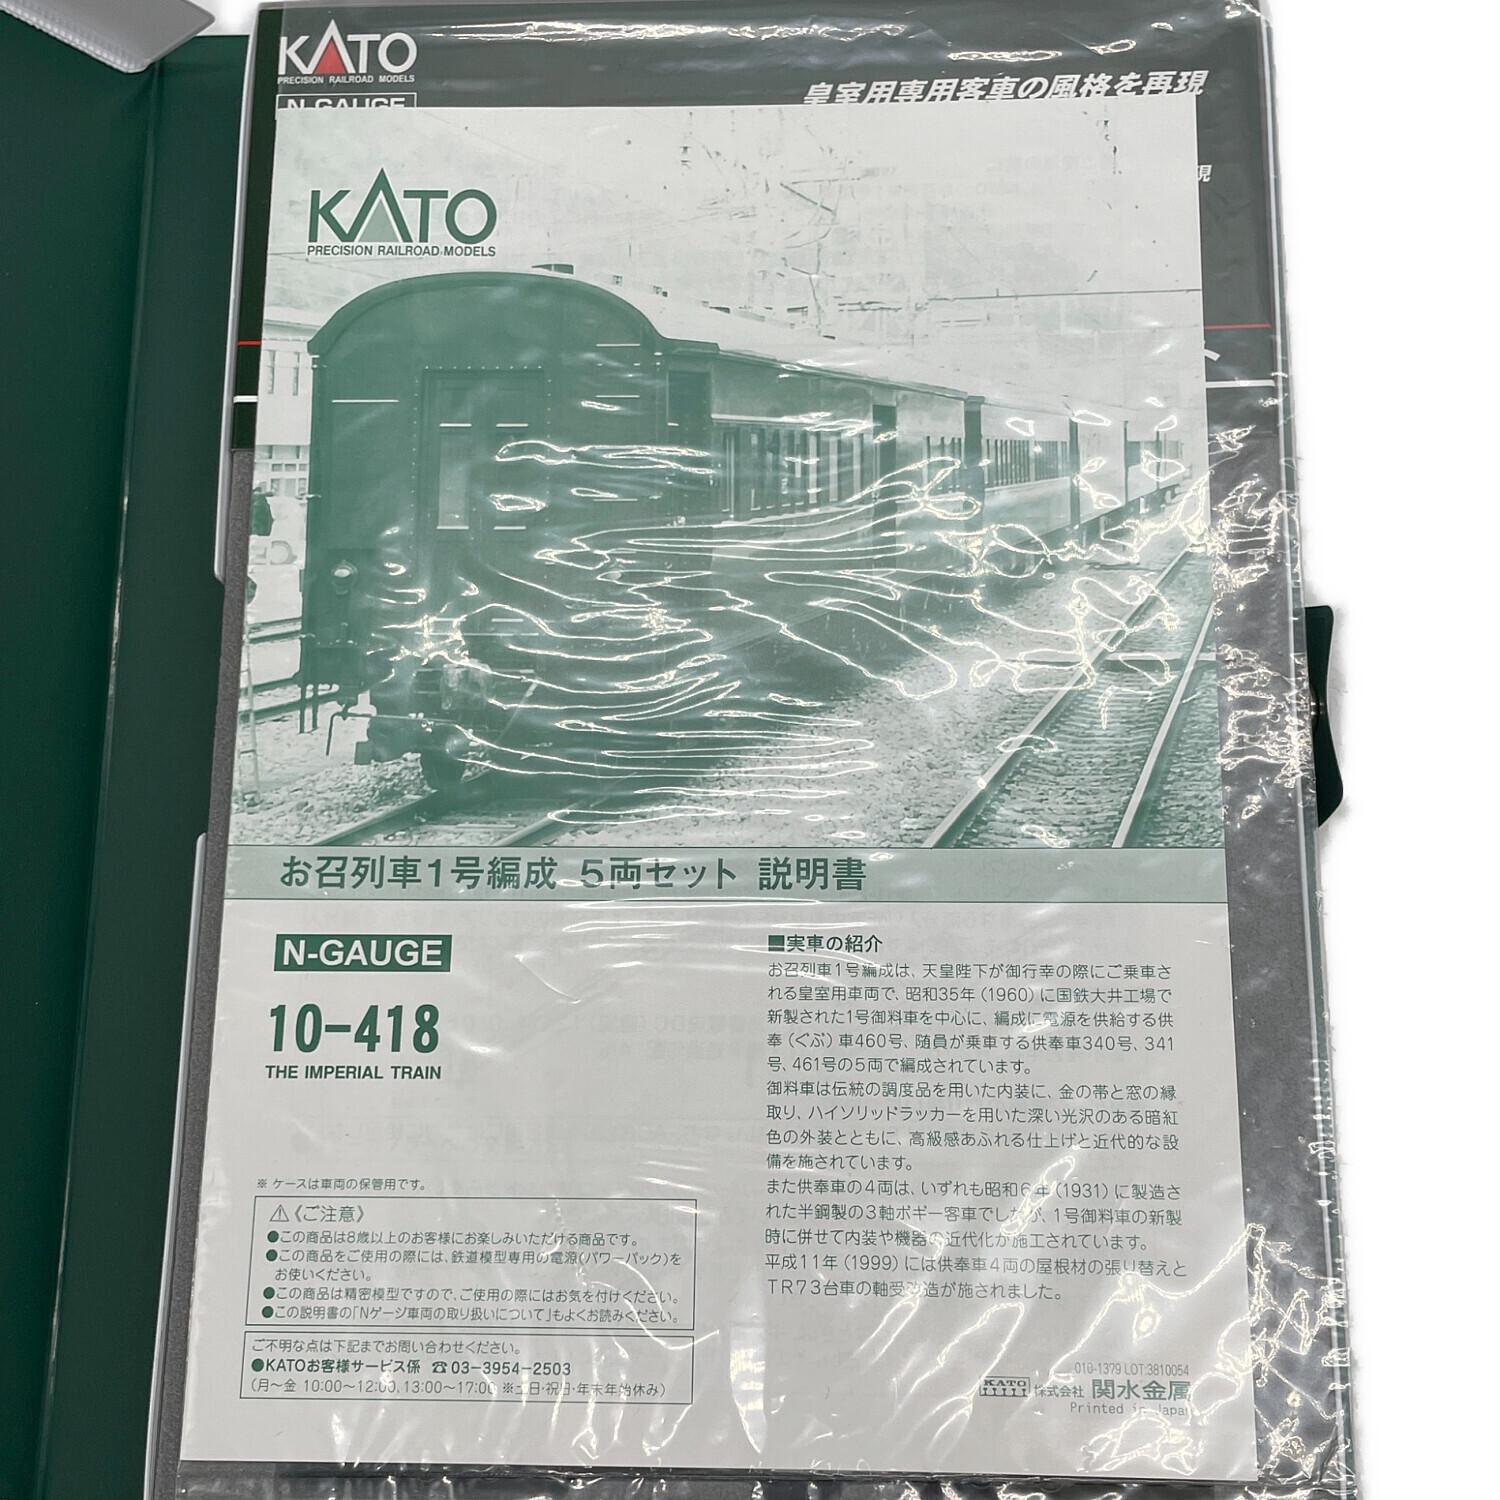 KATO
PRECISION RAILROAD MODELS
N-GAUGE
皇室用専用客車の風格を再現
現
ト
KATO
PRECISION RAILROAD MODELS
お召列車1号編成 5両セット 説明書
N-GAUGE
10-418
THE IMPERIAL TRAIN
※ ケースは車両の保管用です。
⚠《ご注意》
●この商品は8歳以上のお客様にお楽しみいただける商品です。
●この商品をご使用の際には、鉄道模型専用の電源(パワーパック)を
お使いください。
●この商品は精密模型ですので、ご使用の際にはお気を付けください。
●この説明書の「Nゲージ車両の取り扱いについて」もよくお読みください。
ご不明な点は下記までお問い合わせください。
●KATOお客様サービス係 ☎03-3954-2503
(月〜金 10:00〜12:00、13:00〜17:00 ※土日・祝日・年末年始休み)
■実車の紹介
お召列車1号編成は、天皇陛下が御行幸の際にご乗車さ
れる皇室用車両で、昭和35年(1960)に国鉄大井工場で
新製された1号御料車を中心に、編成に電源を供給する供
奉(ぐぶ)車460号、随員が乗車する供奉車340号、341
号、461号の5両で編成されています。
御料車は伝統の調度品を用いた内装に、金の帯と窓の縁
取り、ハイソリッドラッカーを用いた深い光沢のある暗紅
色の外装とともに、高級感あふれる仕上げと近代的な設
備を施されています。
また供奉車の4両は、いずれも昭和6年(1931)に製造さ
れた半鋼製の3軸ボギー客車でしたが、1号御料車の新製
時に併せて内装や機器の近代化が施工されています。
平成11年(1999)には供奉車4両の屋根材の張り替えと
TR73台車の軸受改造が施されました。
010-1379 LOT:3810054
KATO 株式会社 関水金属
Printed in Japan